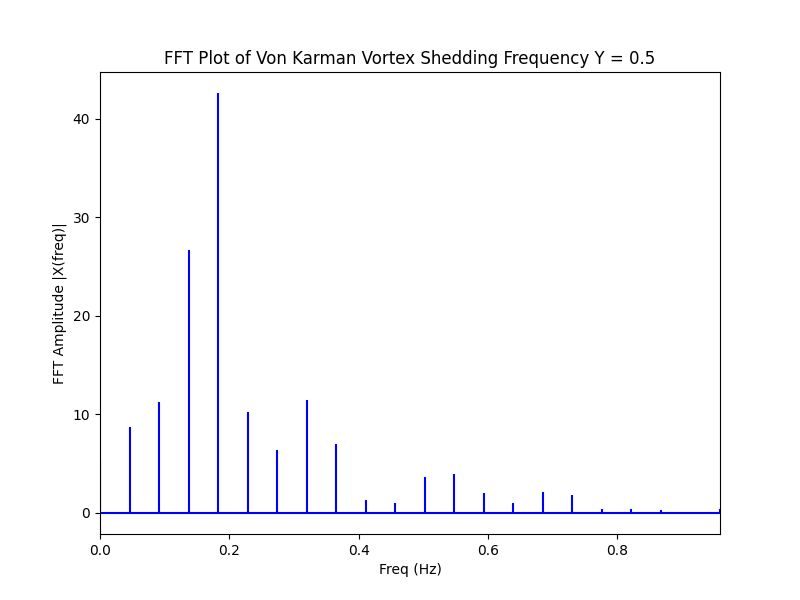 FFT Plot of Von Karman Vortex Shedding Frequency Y = 0.5
FFT Amplitude |X(freq)|
40
30
20
10
0
0.0 0.2 0.4 0.6 0.8
Freq (Hz)